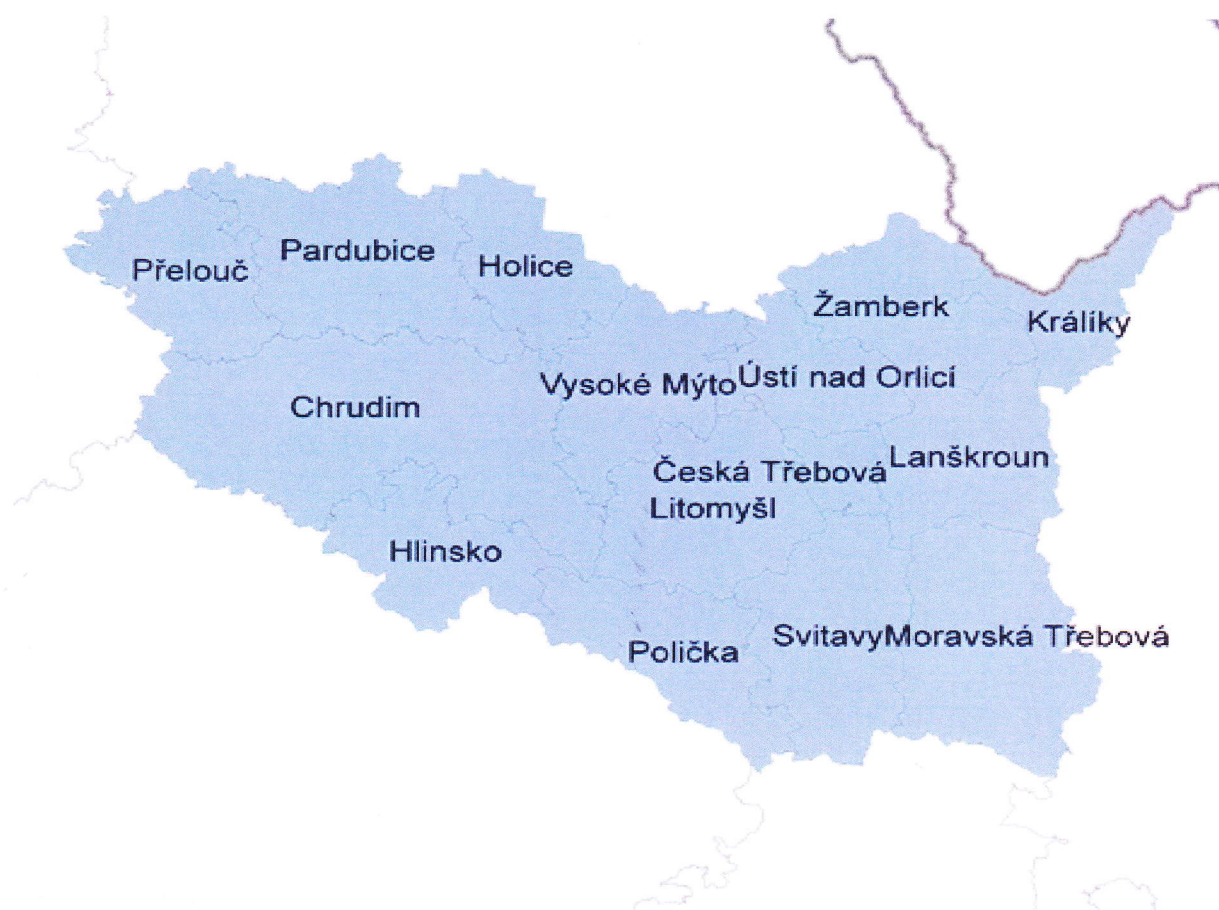 Pardubice
Holice
Přelouč
Žamberk
Králíky
Vysoké Mýto
Ústí nad Orlicí
Chrudim
Lanškroun
Česká Třebová
Litomyšl
Hlinsko
Svitavy
Moravská Třebová
Polička